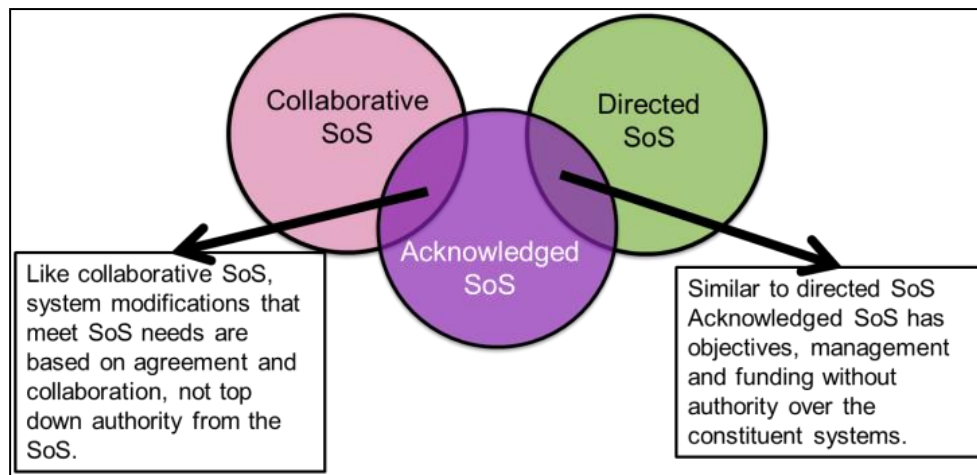 Collaborative
SoS
Directed
SoS
Acknowledged
SoS
Like collaborative SoS,
system modifications that
meet SoS needs are
based on agreement and
collaboration, not top
down authority from the
SoS.
Similar to directed SoS
Acknowledged SoS has
objectives, management
and funding without
authority over the
constituent systems.